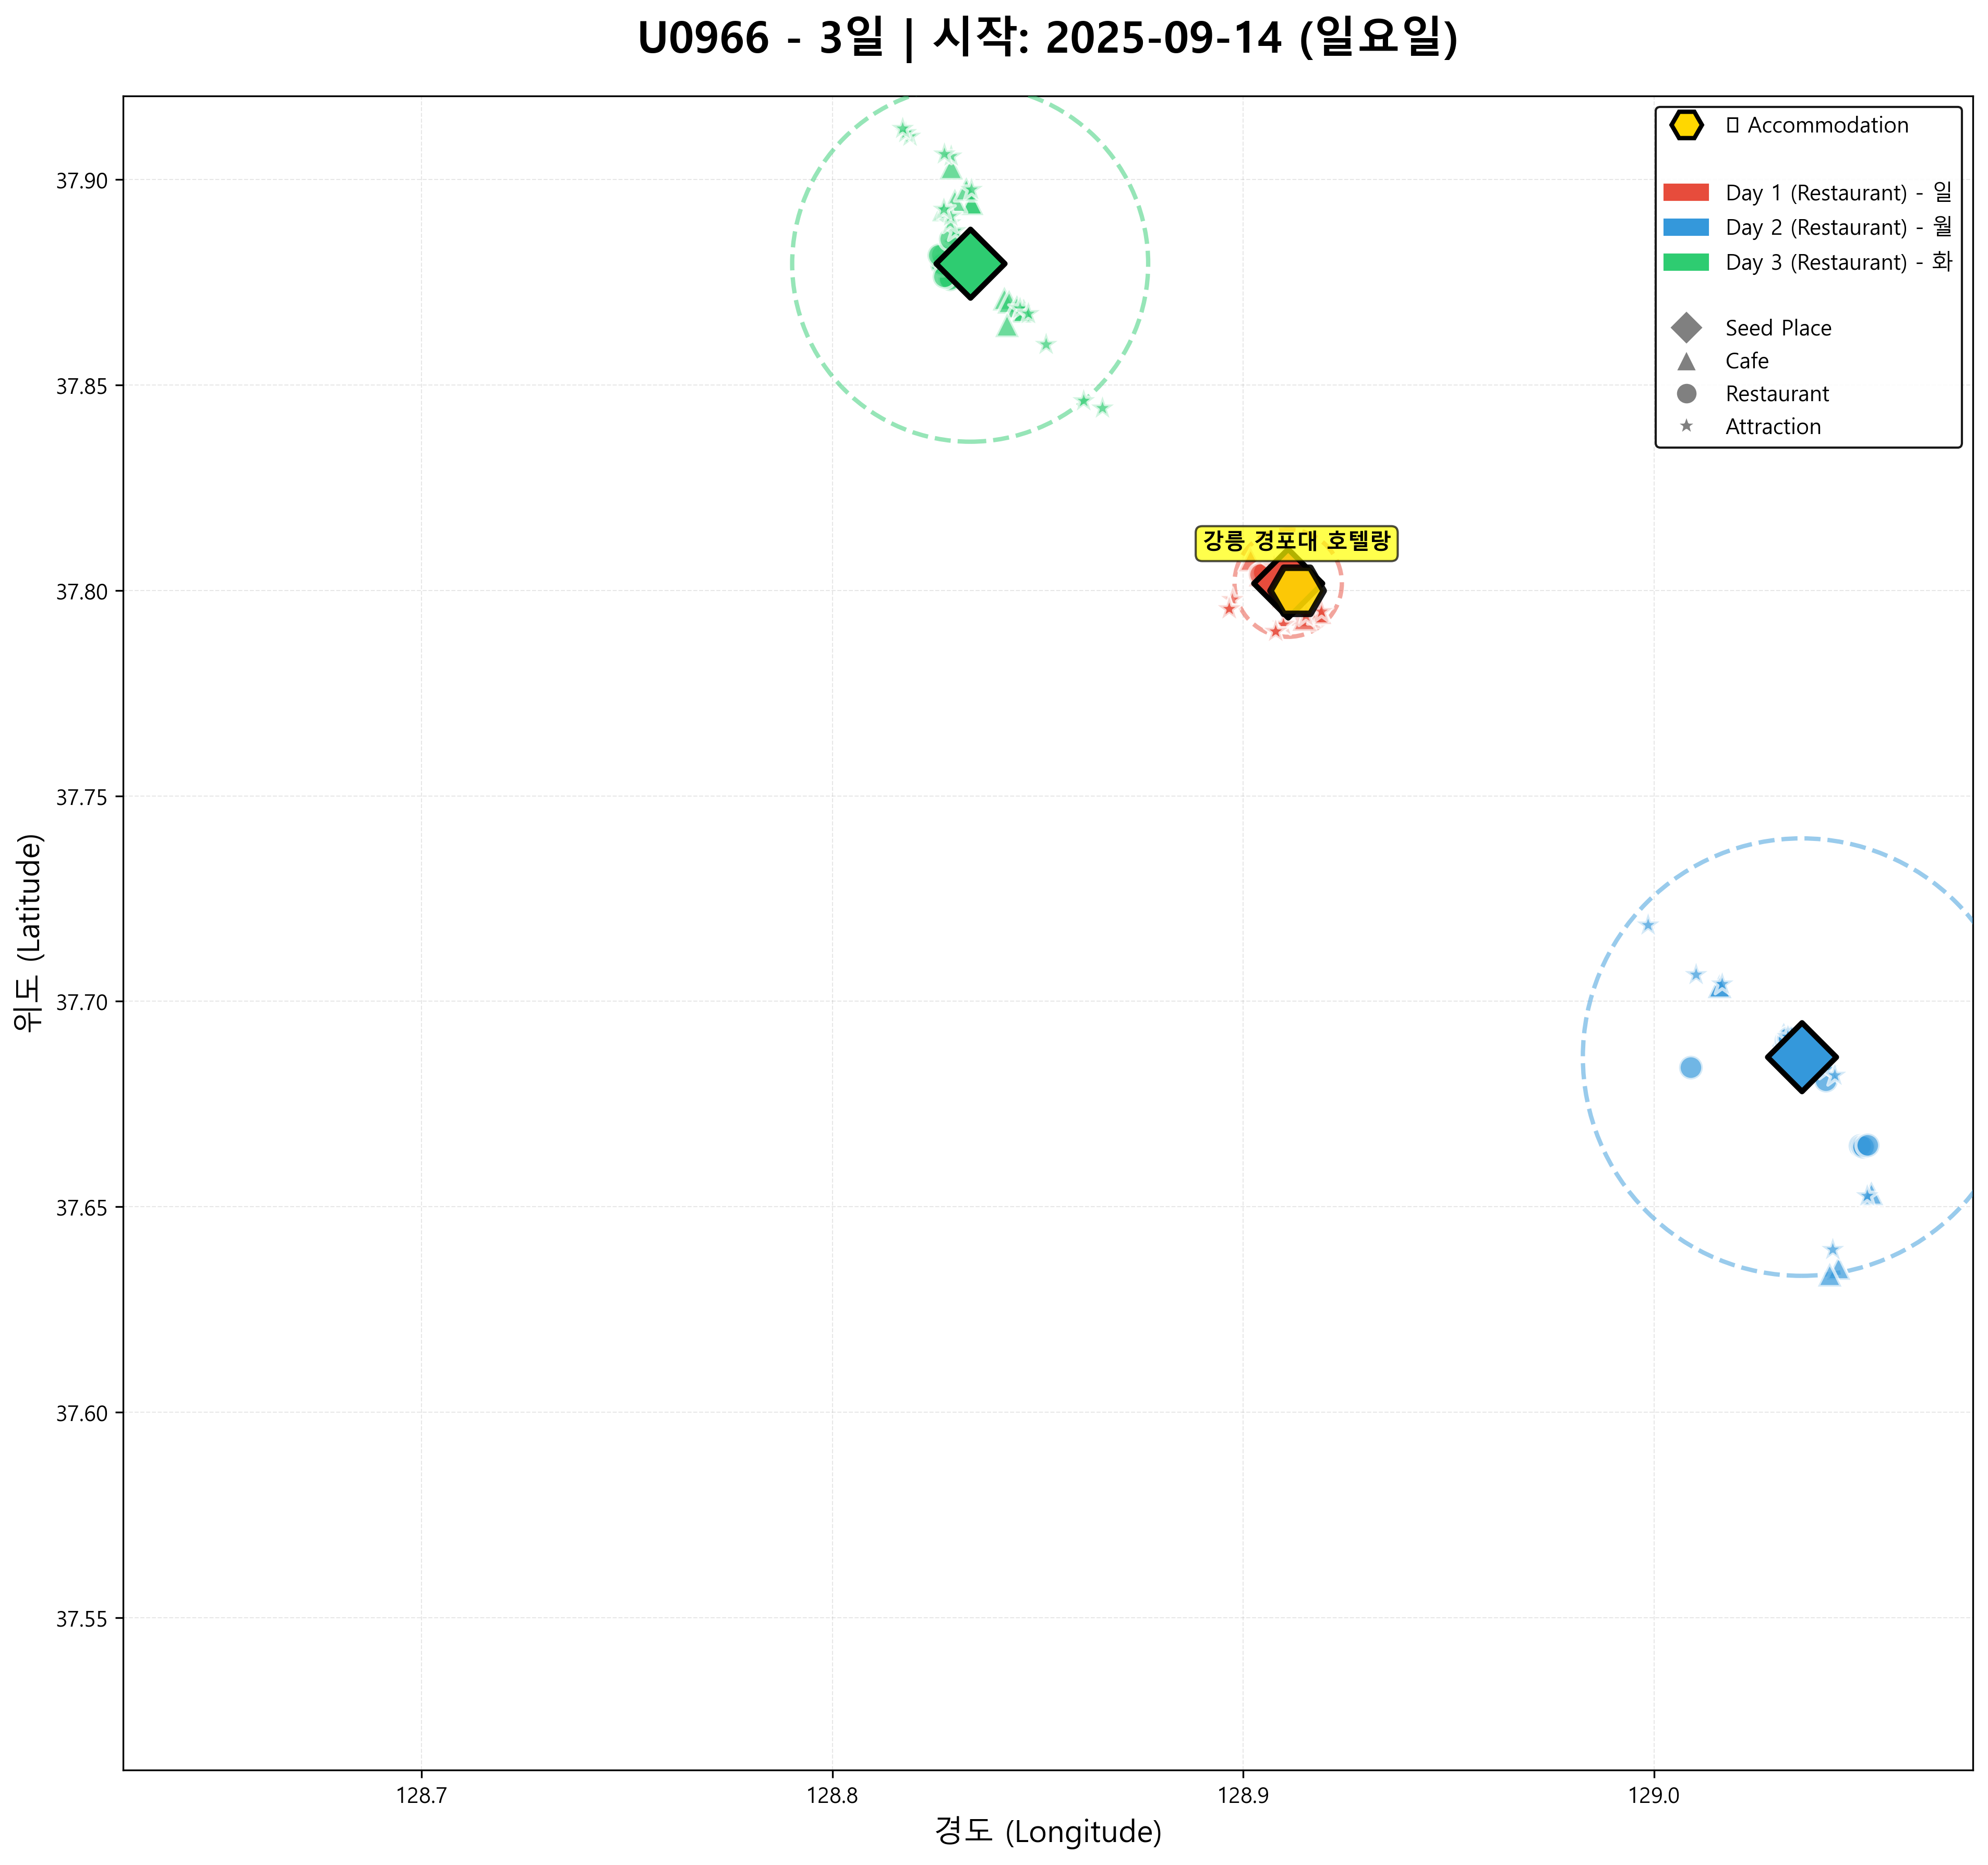 U0966 - 3일 | 시작: 2025-09-14 (일요일)
Accommodation
Day 1 (Restaurant) - 일
Day 2 (Restaurant) - 월
Day 3 (Restaurant) - 화
Seed Place
Cafe
Restaurant
Attraction
강릉 경포대 호텔랑
위도 (Latitude)
37.90
37.85
37.80
37.75
37.70
37.65
37.60
37.55
128.7
128.8
128.9
129.0
경도 (Longitude)